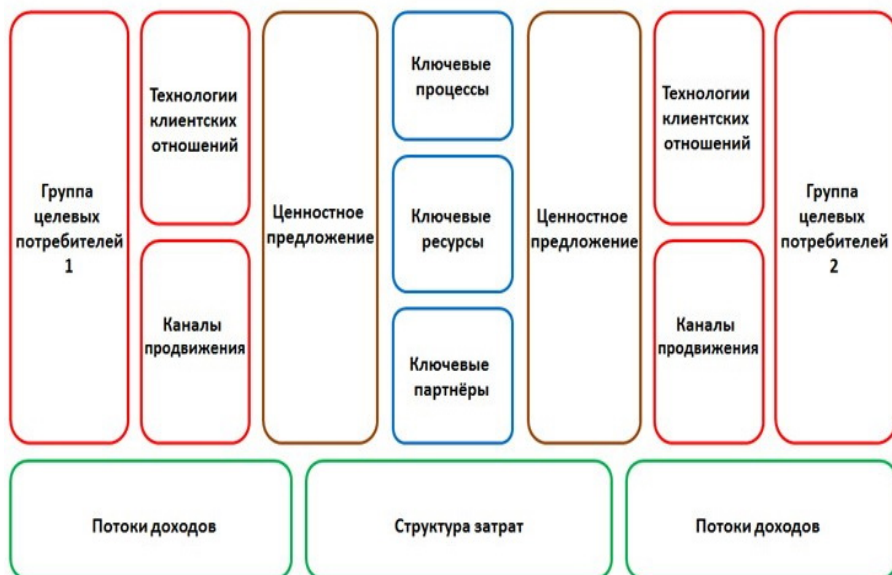 Группа
целевых
потребителей
1
Технологии
клиентских
отношений
Каналы
продвижения
Ценностное
предложение
Ключевые
процессы
Ключевые
ресурсы
Ключевые
партнёры
Ценностное
предложение
Технологии
клиентских
отношений
Каналы
продвижения
Группа
целевых
потребителей
2
Потоки доходов
Структура затрат
Потоки доходов